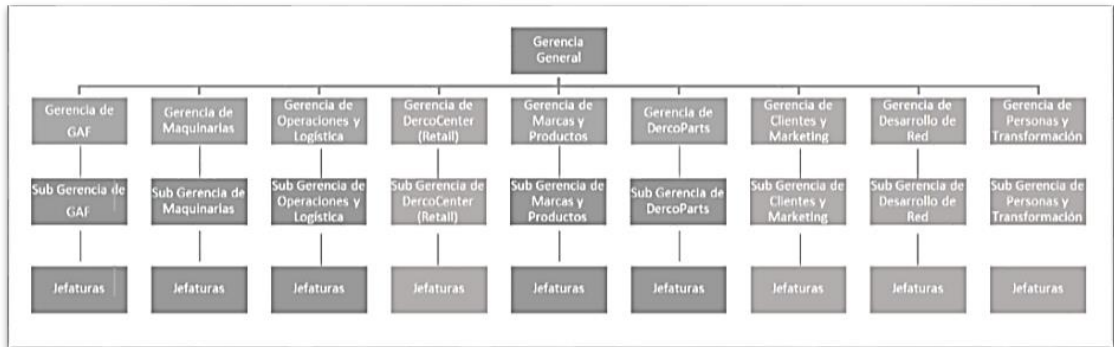 Gerencia
General
Gerencia de
GAF
Gerencia de
Maquinarias
Gerencia de
Operaciones y
Logística
Gerencia de
DercoCenter
(Retail)
Gerencia de
Marcas y
Productos
Gerencia de
DercoParts
Gerencia de
Clientes y
Marketing
Gerencia de
Desarrollo de
Red
Gerencia de
Personas y
Transformación
Sub Gerencia de
GAF
Sub Gerencia de
Maquinarias
Sub Gerencia de
Operaciones y
Logística
Sub Gerencia de
DercoCenter
(Retail)
Sub Gerencia de
Marcas y
Productos
Sub Gerencia de
DercoParts
Sub Gerencia de
Clientes y
Marketing
Sub Gerencia de
Desarrollo de
Red
Sub Gerencia de
Personas y
Transformación
Jefaturas
Jefaturas
Jefaturas
Jefaturas
Jefaturas
Jefaturas
Jefaturas
Jefaturas
Jefaturas